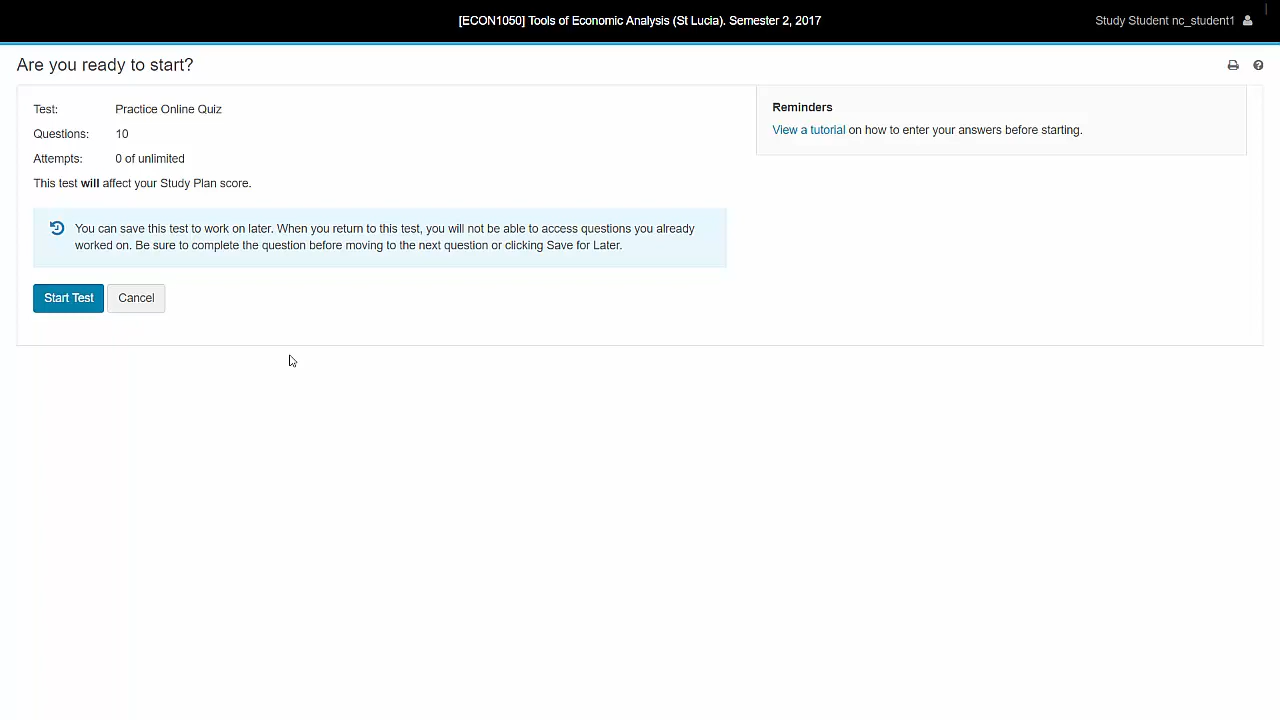 [ECON1050] Tools of Economic Analysis (St Lucia). Semester 2, 2017
Study Student nc_student1
Are you ready to start?
Test: Practice Online Quiz
Questions: 10
Attempts: 0 of unlimited
This test will affect your Study Plan score.
You can save this test to work on later. When you return to this test, you will not be able to access questions you already
worked on. Be sure to complete the question before moving to the next question or clicking Save for Later.
Start Test Cancel
Reminders
View a tutorial on how to enter your answers before starting.